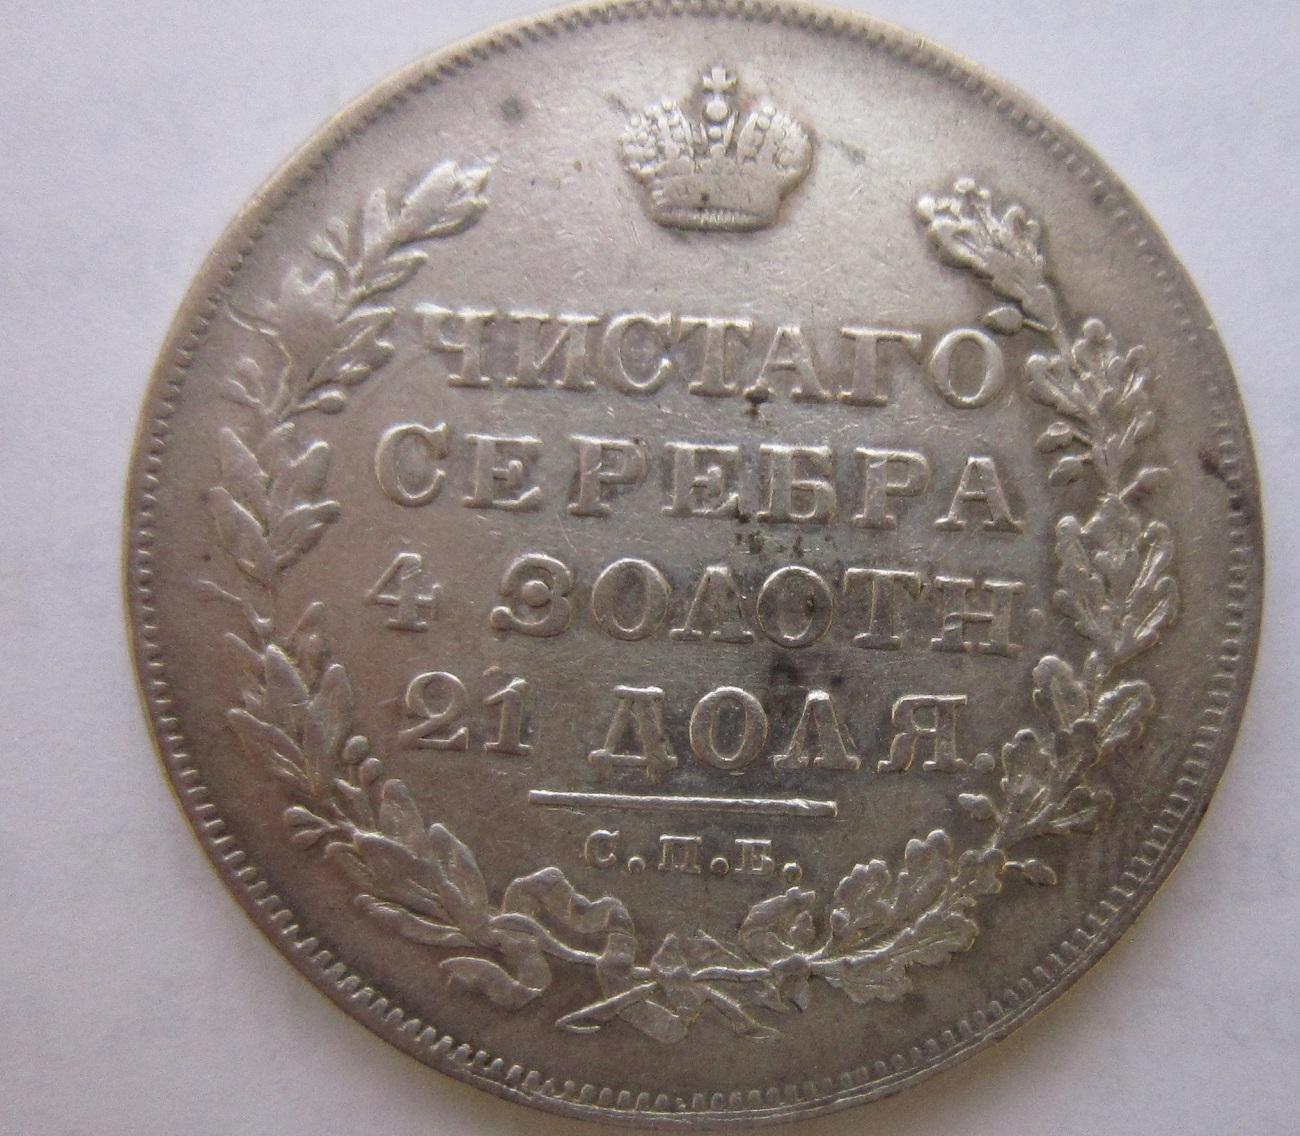 ЧИСТАГО
СЕРЕБРА
4 ЗОЛОТН
21 ДОЛЯ.
С.П.Б.